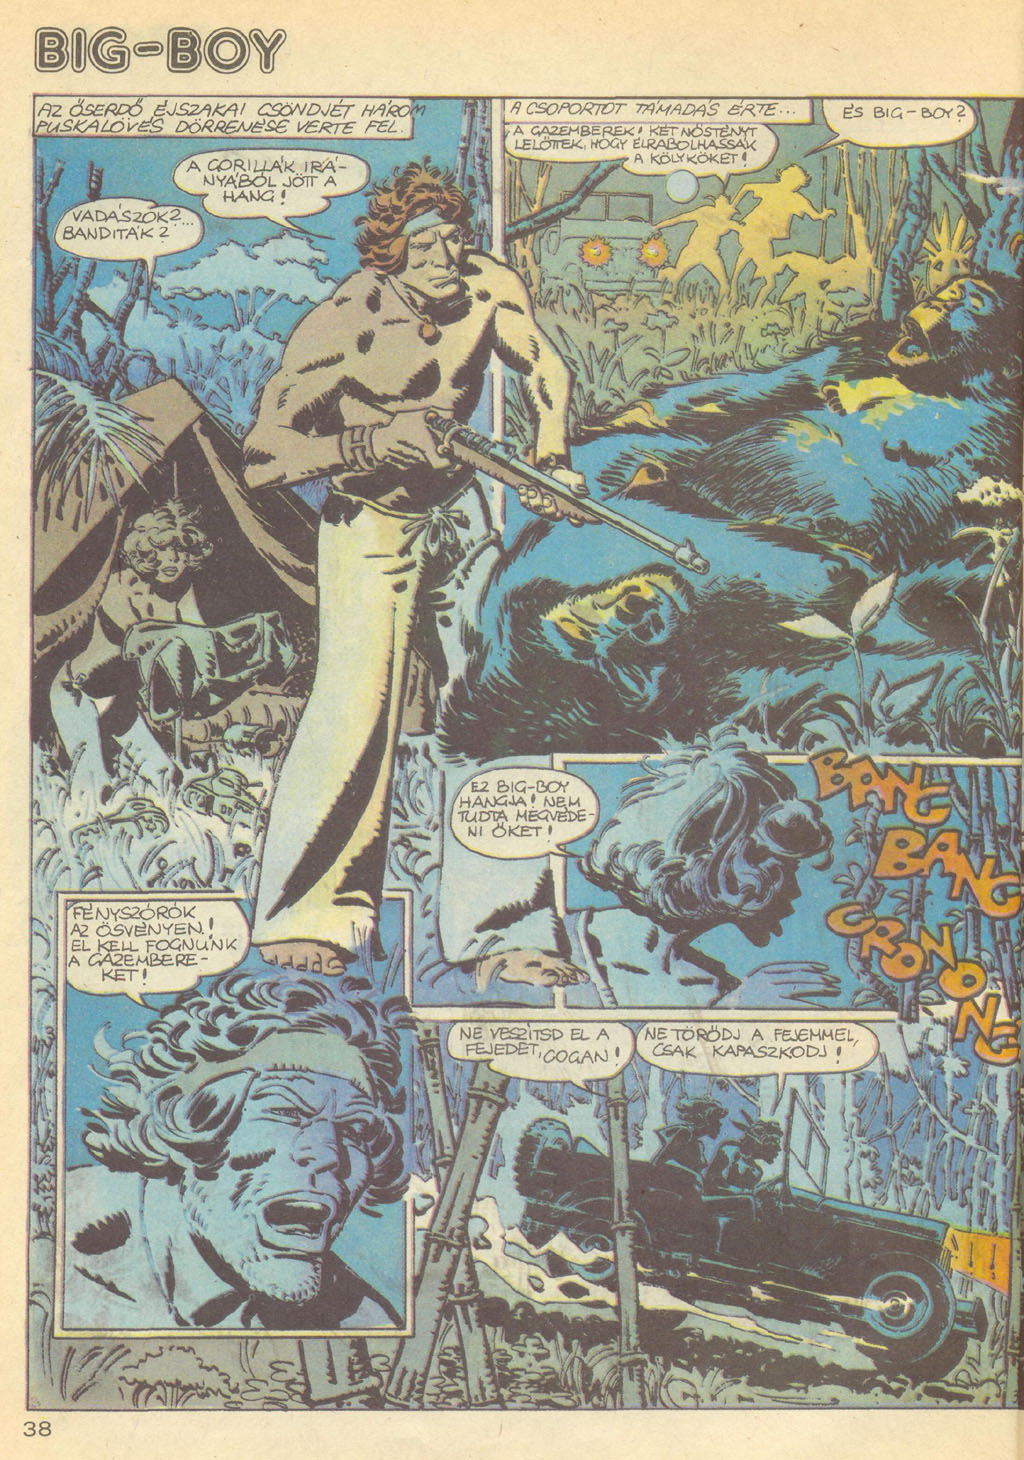 BIG-BOY
AZ ŐSERDŐ ÉJSZAKAI CSÖNDJÉT HÁROM
PUSKALÖVÉS DÖRRENÉSE VERTE FEL.
A GORILLÁK IRÁ-
NYÁBÓL JÖTT A
HANG!
VADÁSZOK?...
BANDITÁK?
A CSOPORTOT TÁMADÁS ÉRTE...
A GAZEMBEREK! KÉT NŐSTÉNYT
LELŐTTEK, HOGY ELRABOLHASSÁK
A KÖLYKÖKET!
ÉS BIG-BOY?
EZ BIG-BOY
HANGJA! NEM
TUDTA MEGVÉDE-
NI ŐKET!
BANG
BANG
CRONONG
FÉNYSZÓRÓK
AZ ÖSVÉNYEN!
EL KELL FOGNUNK
A GAZEMBERE-
KET!
NE VESZÍTSD EL A
FEJEDET, GOGAN!
NE TÖRŐDJ A FEJEMMEL,
CSAK KAPASZKODJ!
38